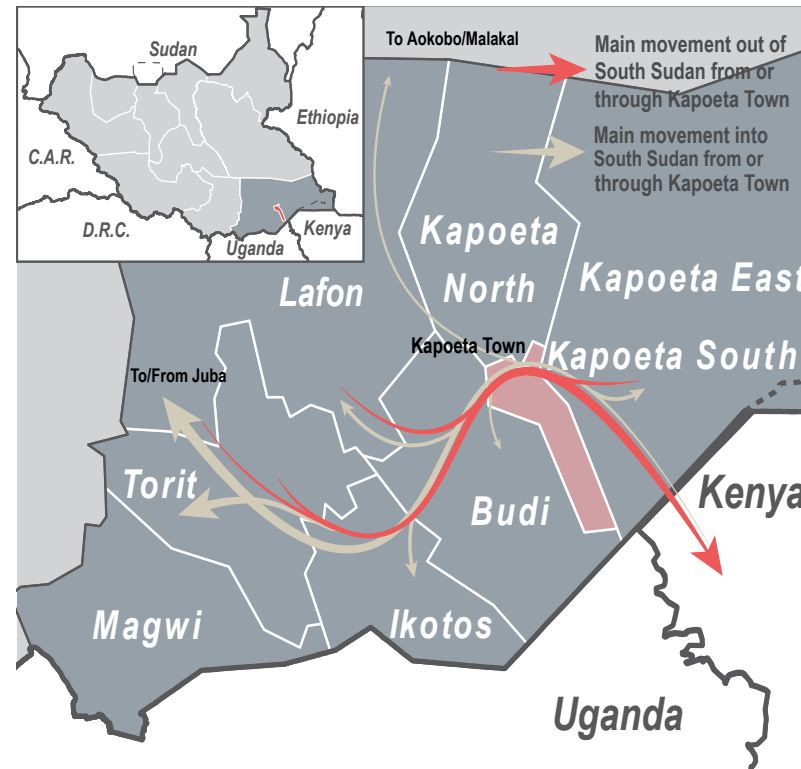 Sudan
Ethiopia
C.A.R.
D.R.C.
Uganda
Kenya
To Aokobo/Malakal
Main movement out of
South Sudan from or
through Kapoeta Town
Main movement into
South Sudan from or
through Kapoeta Town
Kapoeta
North
Kapoeta East
Lafon
Kapoeta Town
Kapoeta South
To/From Juba
Torit
Budi
Kenya
Magwi
Ikotos
Uganda